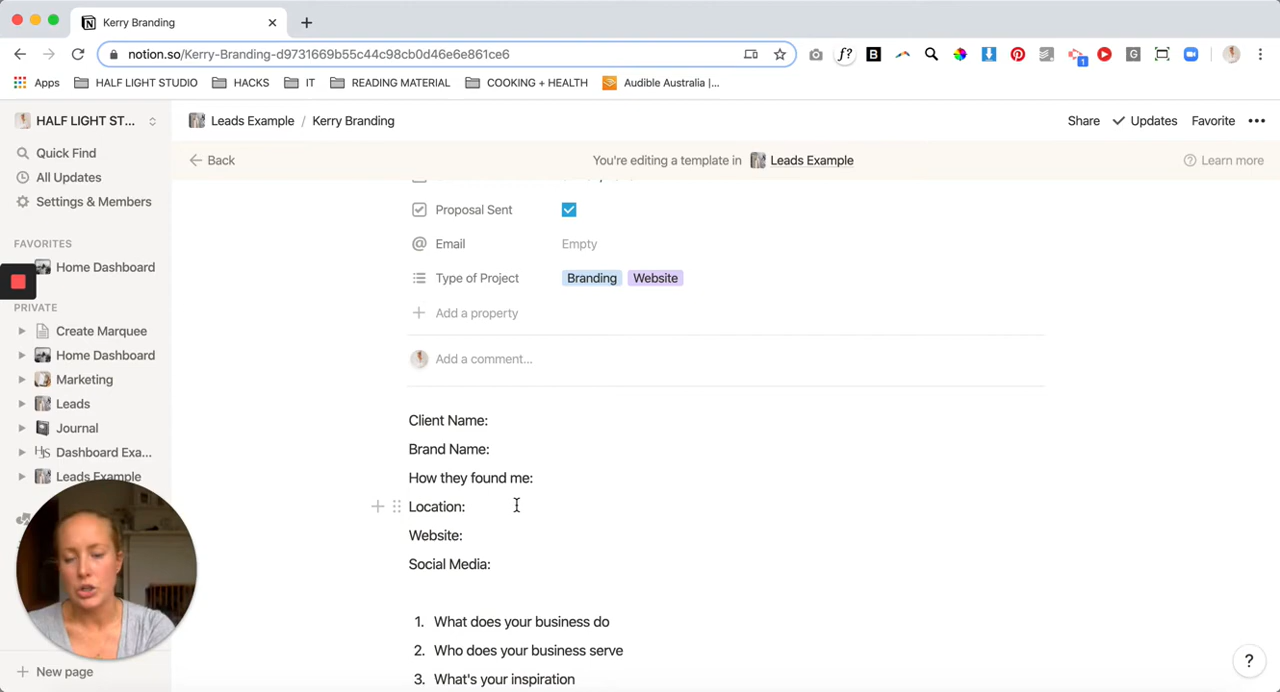 Kerry Branding
notion.so/Kerry-Branding-d9731669b55c44c98cb0d46e6e861ce6
Apps HALF LIGHT STUDIO HACKS IT READING MATERIAL COOKING + HEALTH Audible Australia |...
HALF LIGHT ST...
Leads Example / Kerry Branding
Share Updates Favorite
Quick Find
Back
You're editing a template in Leads Example
Learn more
All Updates
Settings & Members
Proposal Sent
FAVORITES
Email Empty
Home Dashboard
Type of Project Branding Website
PRIVATE
Add a property
Create Marquee
Home Dashboard
Add a comment...
Marketing
Leads
Client Name:
Journal
Brand Name:
Dashboard Exa...
How they found me:
Leads Example
Location:
Website:
Social Media:
1. What does your business do
2. Who does your business serve
3. What's your inspiration
New page
?